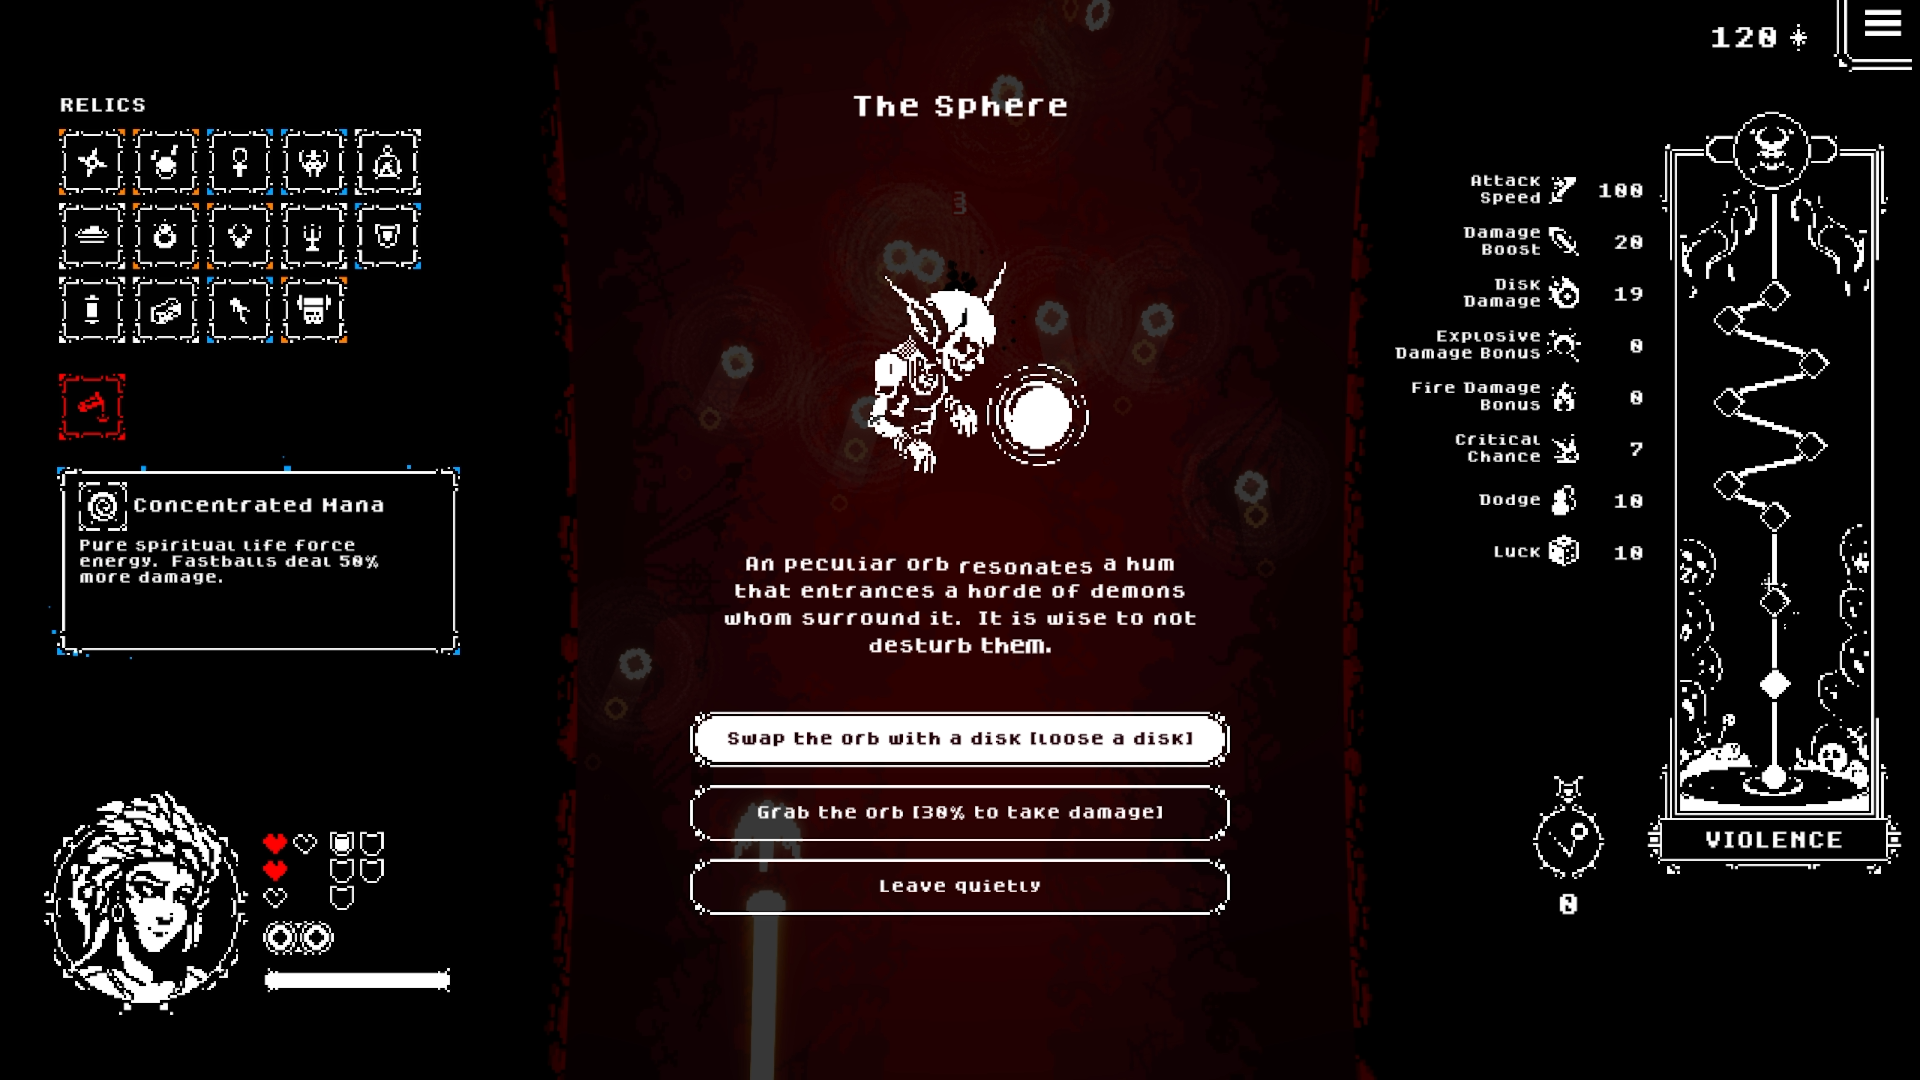 120
RELICS
The Sphere
3
Concentrated Mana
Pure spiritual life force
energy. Fastballs deal 50%
more damage.
An peculiar orb resonates a hum
that entrances a horde of demons
whom surround it. It is wise to not
desturb them.
Swap the orb with a disk [loose a disk]
Grab the orb [30% to take damage]
Leave quietly
Attack
Speed 100
Damage
Boost 20
Disk
Damage 19
Explosive
Damage Bonus 0
Fire Damage
Bonus 0
Critical
Chance 7
Dodge 10
Luck 10
VIOLENCE
0